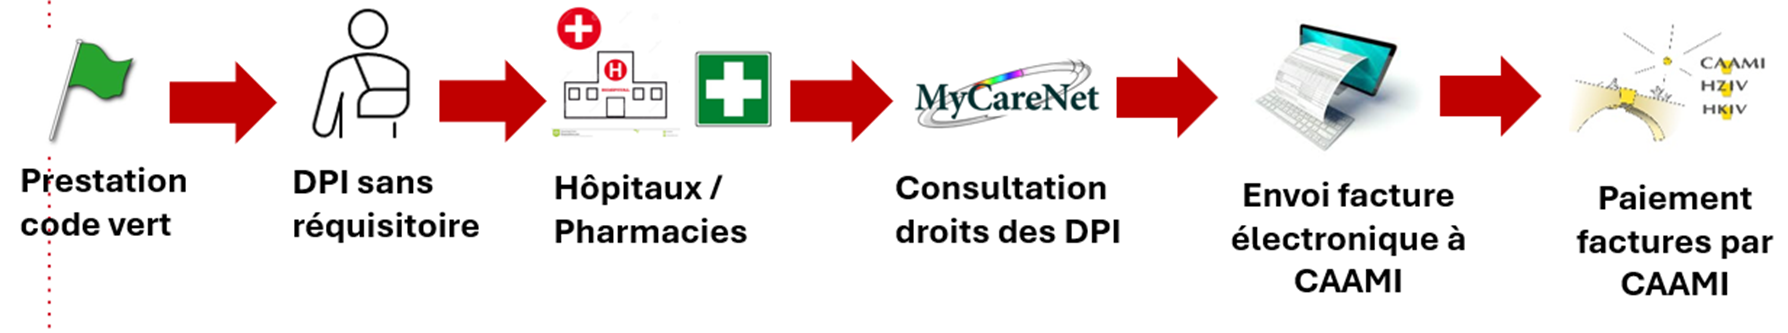 Prestation
code vert
DPI sans
réquisitoire
H
Hôpitaux /
Pharmacies
MyCareNet
Consultation
droits des DPI
Envoi facture
électronique à
CAAMI
CAAMI
HZIV
HKIV
Paiement
factures par
CAAMI